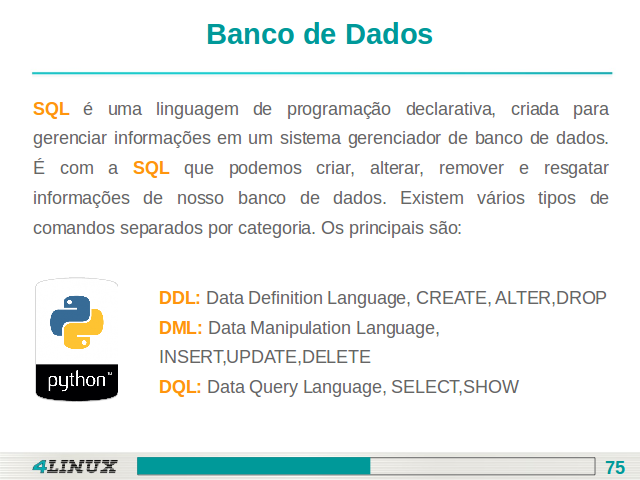 Banco de Dados
SQL é uma linguagem de programação declarativa, criada para
gerenciar informações em um sistema gerenciador de banco de dados.
É com a SQL que podemos criar, alterar, remover e resgatar
informações de nosso banco de dados. Existem vários tipos de
comandos separados por categoria. Os principais são:
DDL: Data Definition Language, CREATE, ALTER,DROP
DML: Data Manipulation Language,
INSERT,UPDATE,DELETE
DQL: Data Query Language, SELECT,SHOW
python™
4LINUX
75